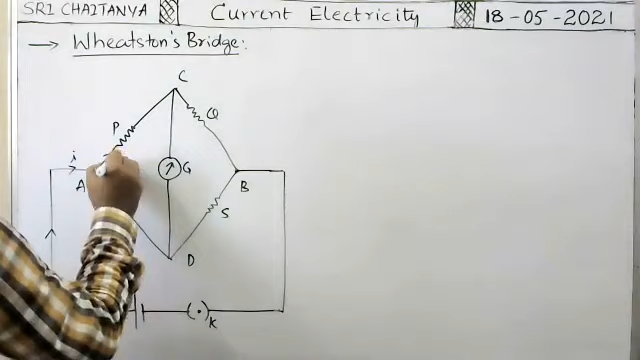 SRI CHAITANYA Current Electricity 18-05-2021
→ Wheatston's Bridge:
C
P Q
i
G
A B
S
D
K